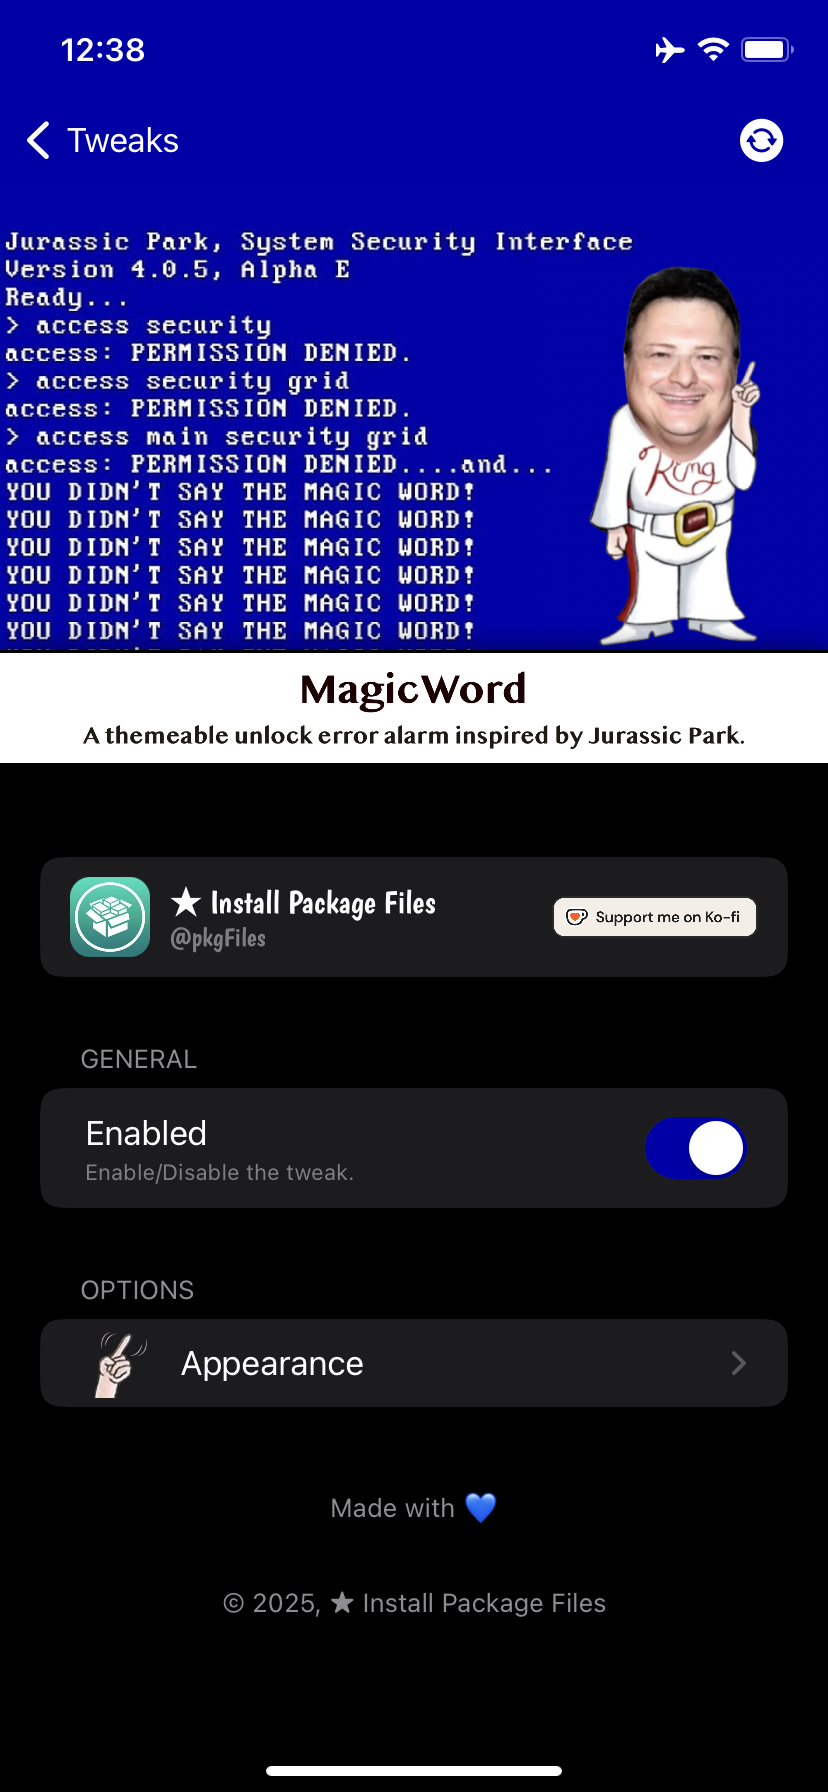 12:38
Tweaks
Jurassic Park, System Security Interface
Version 4.0.5, Alpha E
Ready...
> access security
access: PERMISSION DENIED.
> access security grid
access: PERMISSION DENIED.
> access main security grid
access: PERMISSION DENIED....and...
YOU DIDN'T SAY THE MAGIC WORD!
YOU DIDN'T SAY THE MAGIC WORD!
YOU DIDN'T SAY THE MAGIC WORD!
YOU DIDN'T SAY THE MAGIC WORD!
YOU DIDN'T SAY THE MAGIC WORD!
YOU DIDN'T SAY THE MAGIC WORD!
King
MagicWord
A themeable unlock error alarm inspired by Jurassic Park.
★ Install Package Files
@pkgFiles
Support me on Ko-fi
GENERAL
Enabled
Enable/Disable the tweak.
OPTIONS
Appearance
Made with 💙
© 2025, ★ Install Package Files